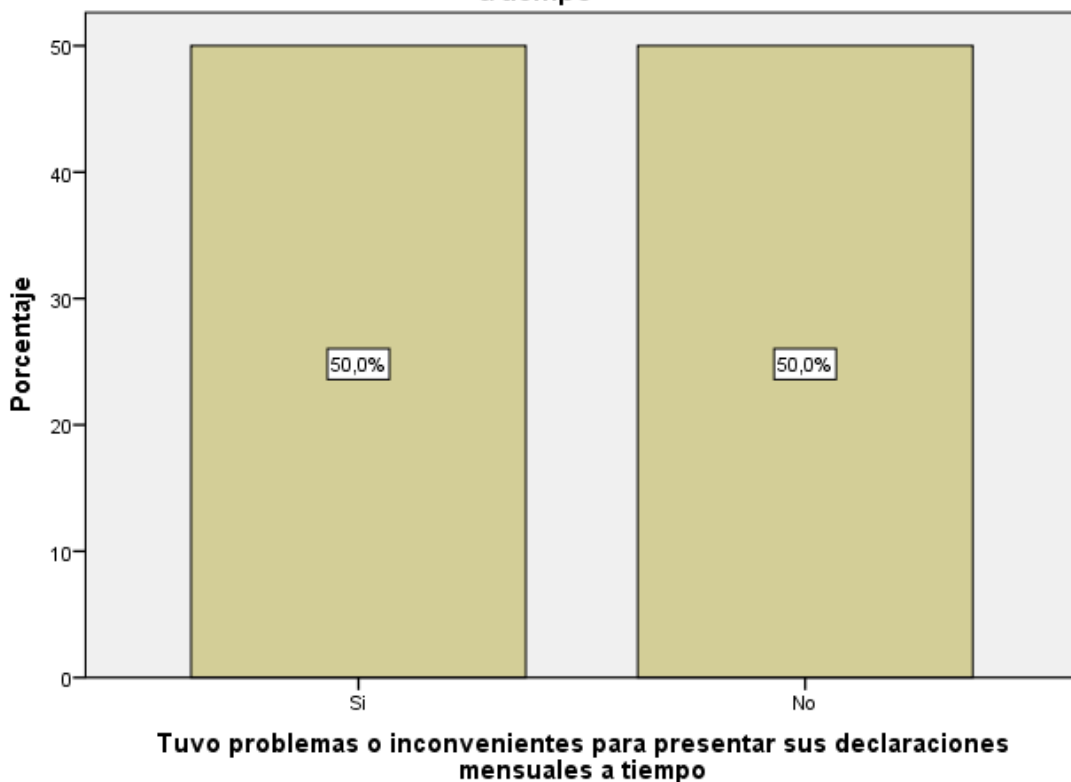 50
40
30
20
10
0
Porcentaje
50,0%
50,0%
Si
No
Tuvo problemas o inconvenientes para presentar sus declaraciones
mensuales a tiempo